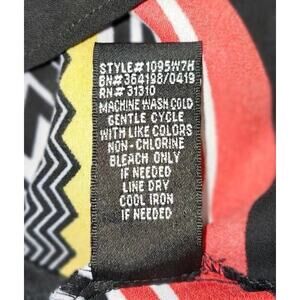 STYLE#1095W7H
BN#364198/0419
RN#31310
MACHINE WASH COLD
GENTLE CYCLE
WITH LIKE COLORS
NON-CHLORINE
BLEACH ONLY
IF NEEDED
LINE DRY
COOL IRON
IF NEEDED